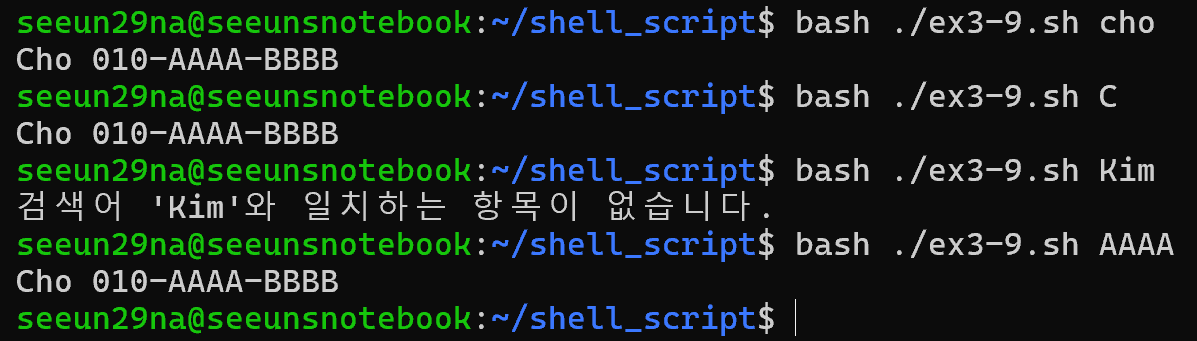 seeun29na@seeunsnotebook:~/shell_script$ bash ./ex3-9.sh cho
Cho 010-AAAA-BBBB
seeun29na@seeunsnotebook:~/shell_script$ bash ./ex3-9.sh C
Cho 010-AAAA-BBBB
seeun29na@seeunsnotebook:~/shell_script$ bash ./ex3-9.sh Kim
검색어 'Kim'와 일치하는 항목이 없습니다.
seeun29na@seeunsnotebook:~/shell_script$ bash ./ex3-9.sh AAAA
Cho 010-AAAA-BBBB
seeun29na@seeunsnotebook:~/shell_script$